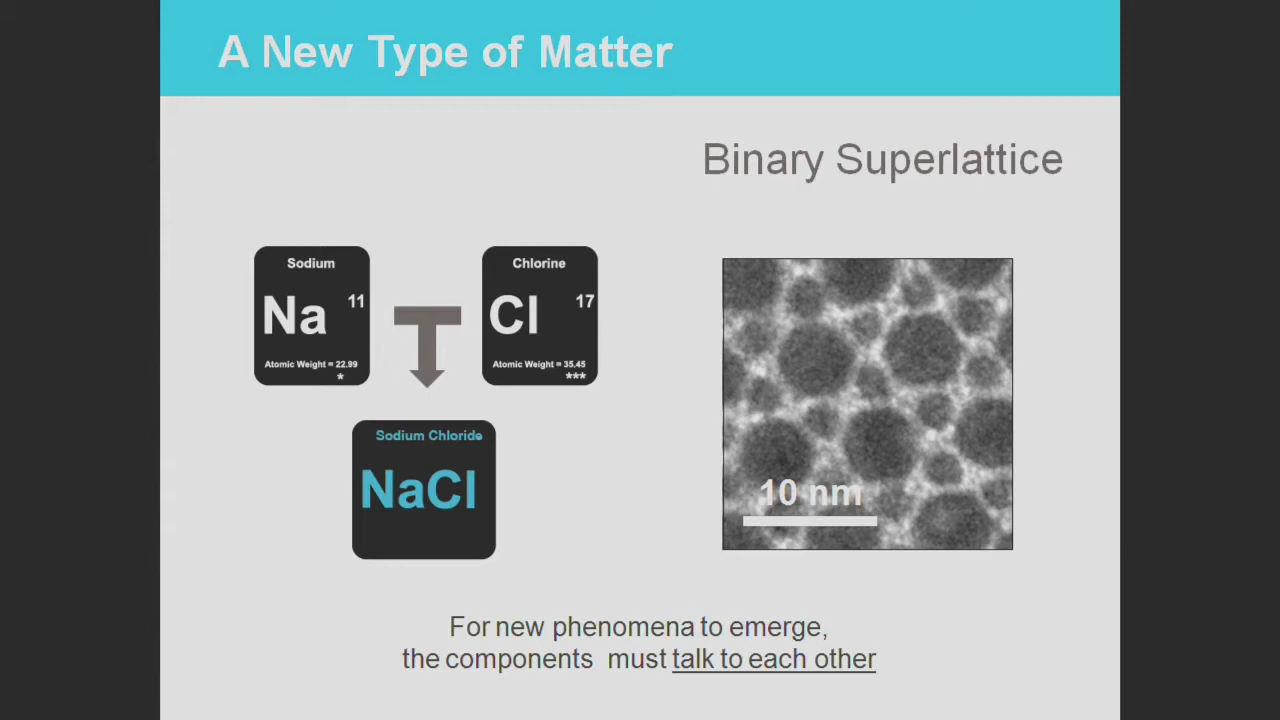 A New Type of Matter
Binary Superlattice
Sodium
Na 11
Atomic Weight = 22.99
*
Chlorine
Cl 17
Atomic Weight = 35.45
***
Sodium Chloride
NaCl
10 nm
For new phenomena to emerge,
the components must talk to each other